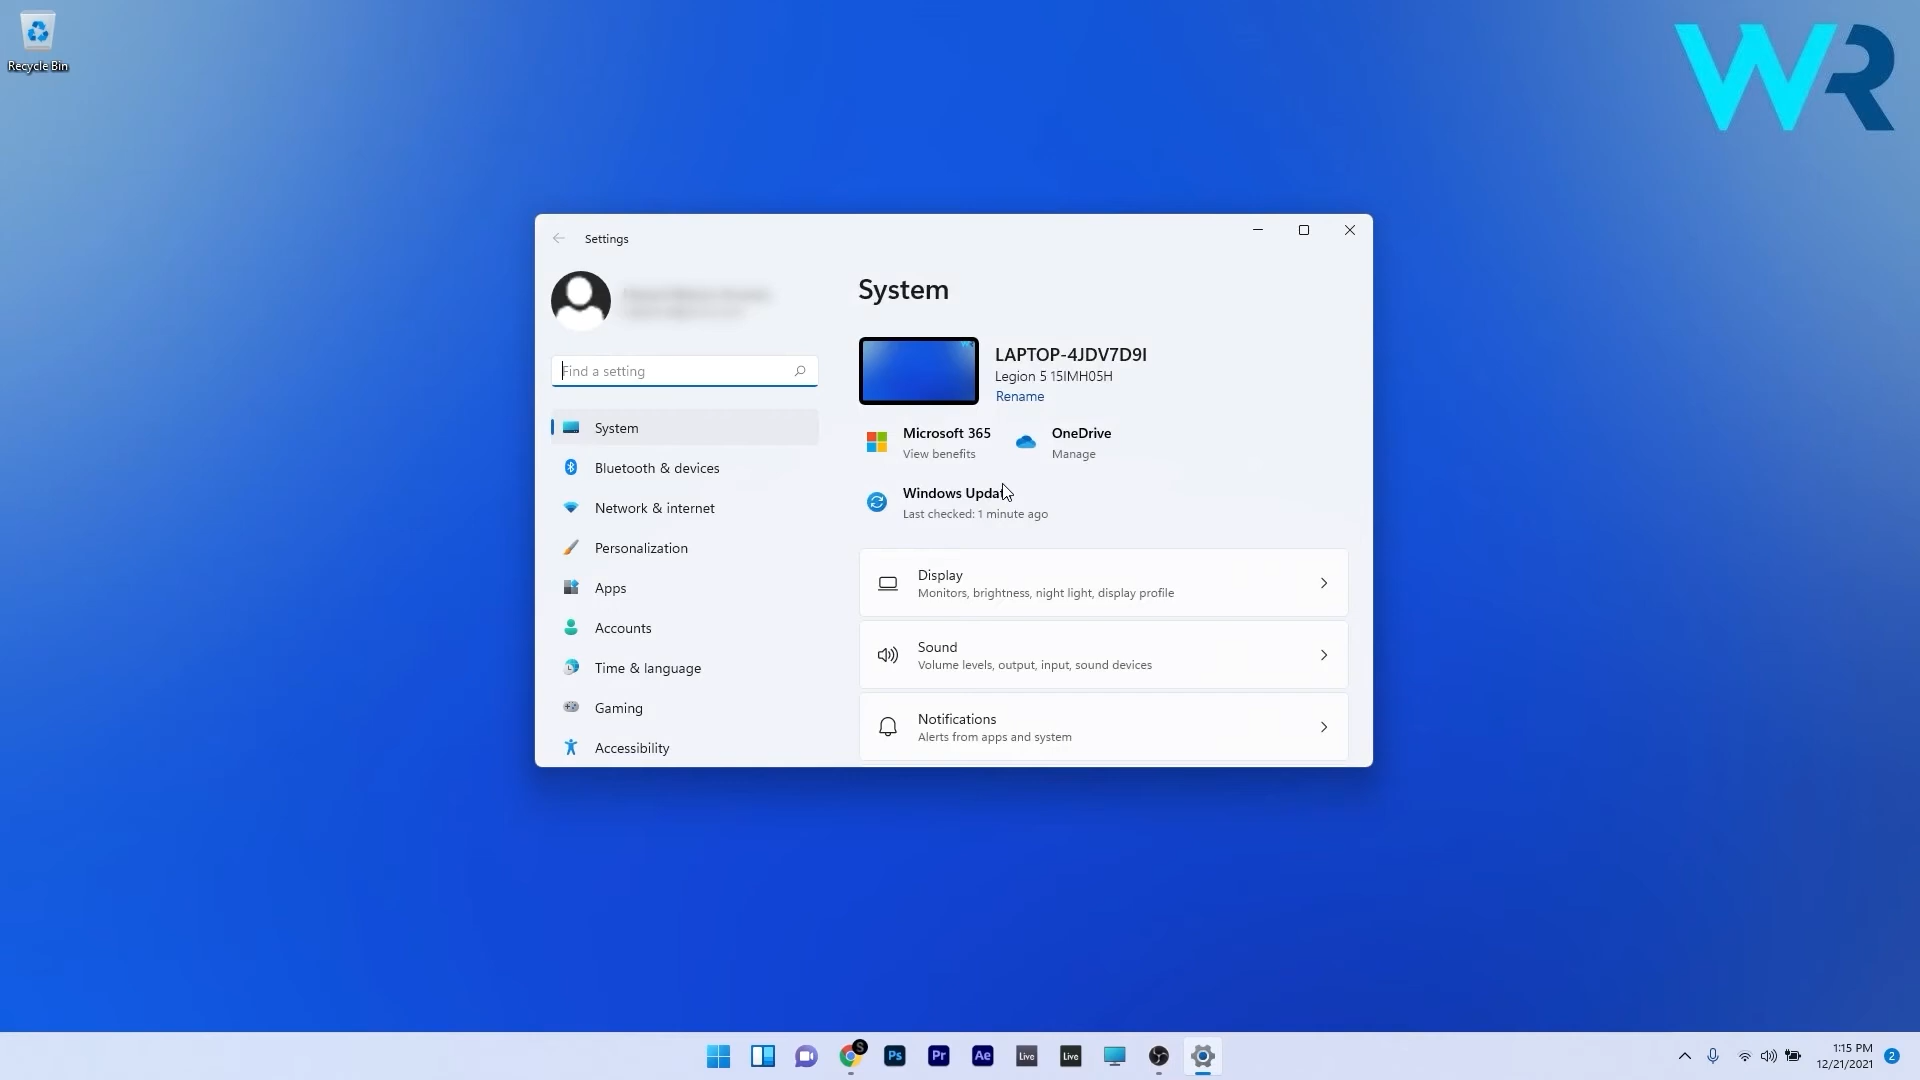 Recycle Bin
WR
Settings
System
Find a setting
LAPTOP-4JDV7D9I
Legion 5 15IMH05H
Rename
Microsoft 365
View benefits
OneDrive
Manage
Windows Updat
Last checked: 1 minute ago
System
Bluetooth & devices
Network & internet
Personalization
Apps
Accounts
Time & language
Gaming
Accessibility
Display
Monitors, brightness, night light, display profile
Sound
Volume levels, output, input, sound devices
Notifications
Alerts from apps and system
S
Ps
Pr
Ae
Live
Live
1:15 PM
12/21/2021
2